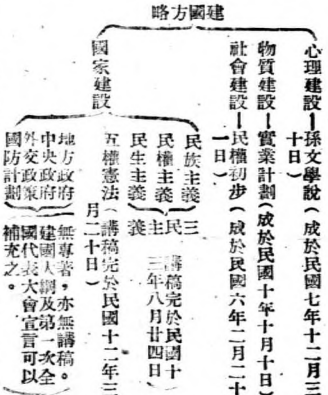 建國方略
心理建設—孫文學說(成於民國七年十二月三
十日)
物質建設—實業計劃(成於民國十年十月十日)
社會建設—民權初步(成於民國六年二月二十
一日)
國家建設
民族主義
民權主義
民生主義
三
主
義
講稿完於民國十
三年八月廿四日)
五權憲法(講稿完於民國十二年三
月二十日)
地方政府
中央政府
外交政策
國防計劃
無專著,亦無講稿。
建國大綱及第一次全
國代表大會宣言可以
補充之。